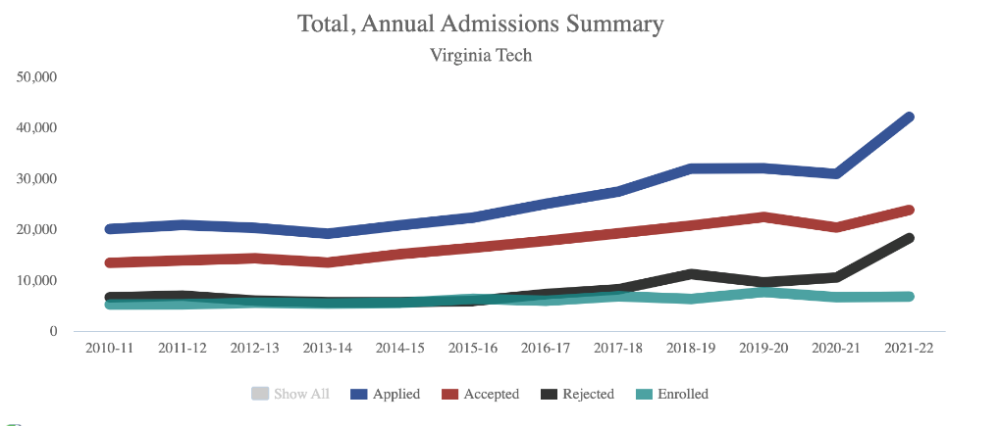 Total, Annual Admissions Summary
Virginia Tech
50,000
40,000
30,000
20,000
10,000
0
2010-11 2011-12 2012-13 2013-14 2014-15 2015-16 2016-17 2017-18 2018-19 2019-20 2020-21 2021-22
Show All Applied Accepted Rejected Enrolled